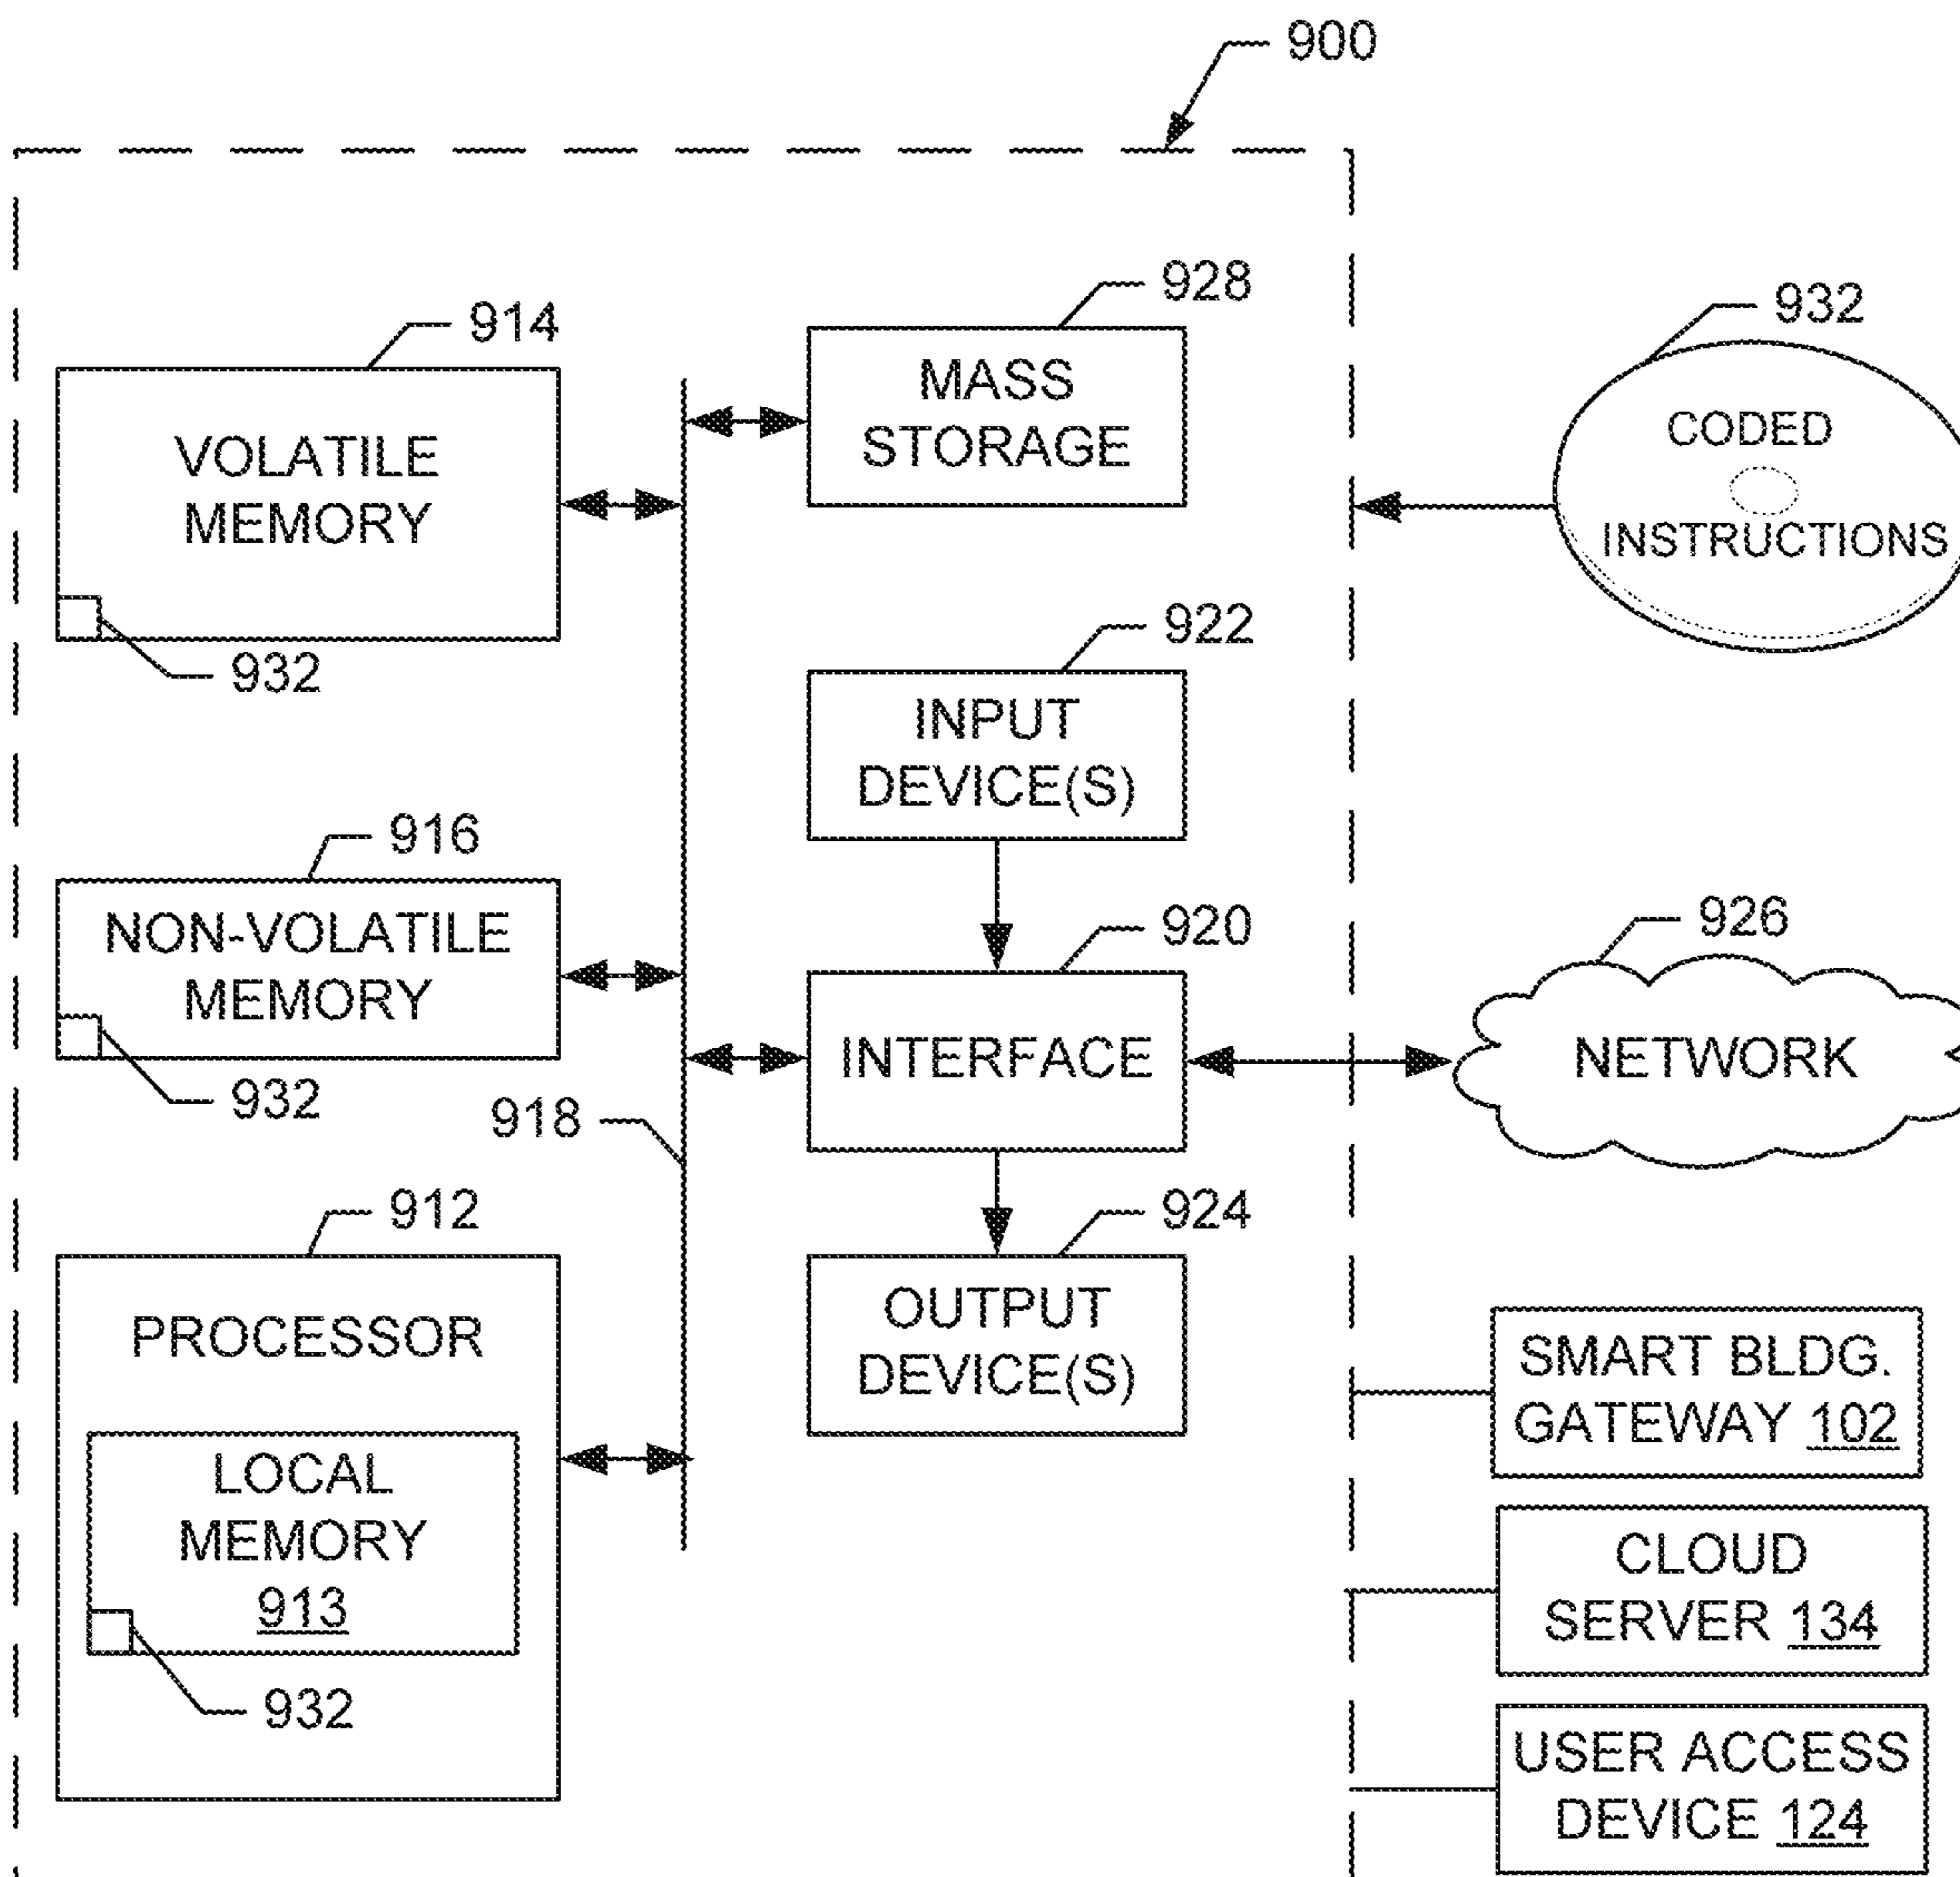 900
914
VOLATILE
MEMORY
932
916
NON-VOLATILE
MEMORY
932
918
912
PROCESSOR
LOCAL
MEMORY
913
932
928
MASS
STORAGE
922
INPUT
DEVICE(S)
920
INTERFACE
924
OUTPUT
DEVICE(S)
932
CODED
INSTRUCTIONS
926
NETWORK
SMART BLDG.
GATEWAY 102
CLOUD
SERVER 134
USER ACCESS
DEVICE 124